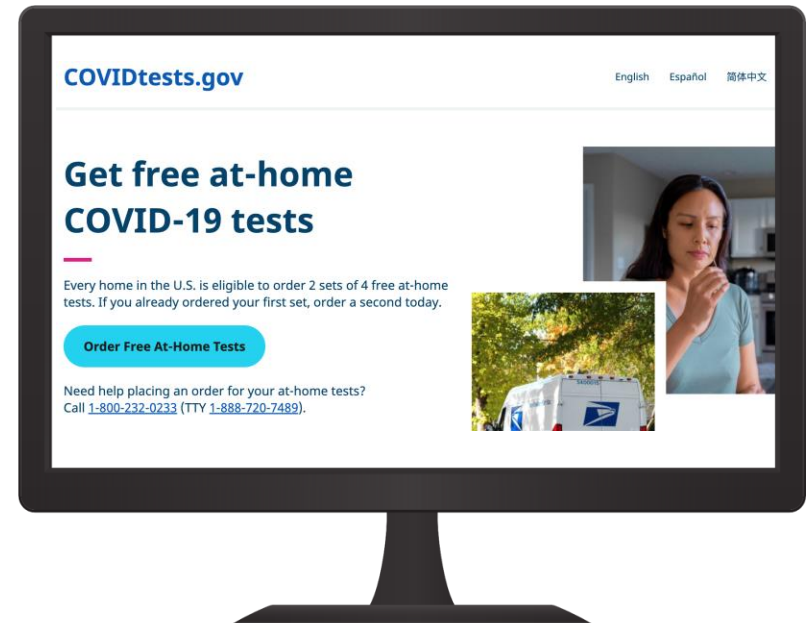 COVIDtests.gov
English Español 简体中文
Get free at-home
COVID-19 tests
Every home in the U.S. is eligible to order 2 sets of 4 free at-home
tests. If you already ordered your first set, order a second today.
Order Free At-Home Tests
Need help placing an order for your at-home tests?
Call 1-800-232-0233 (TTY 1-888-720-7489).